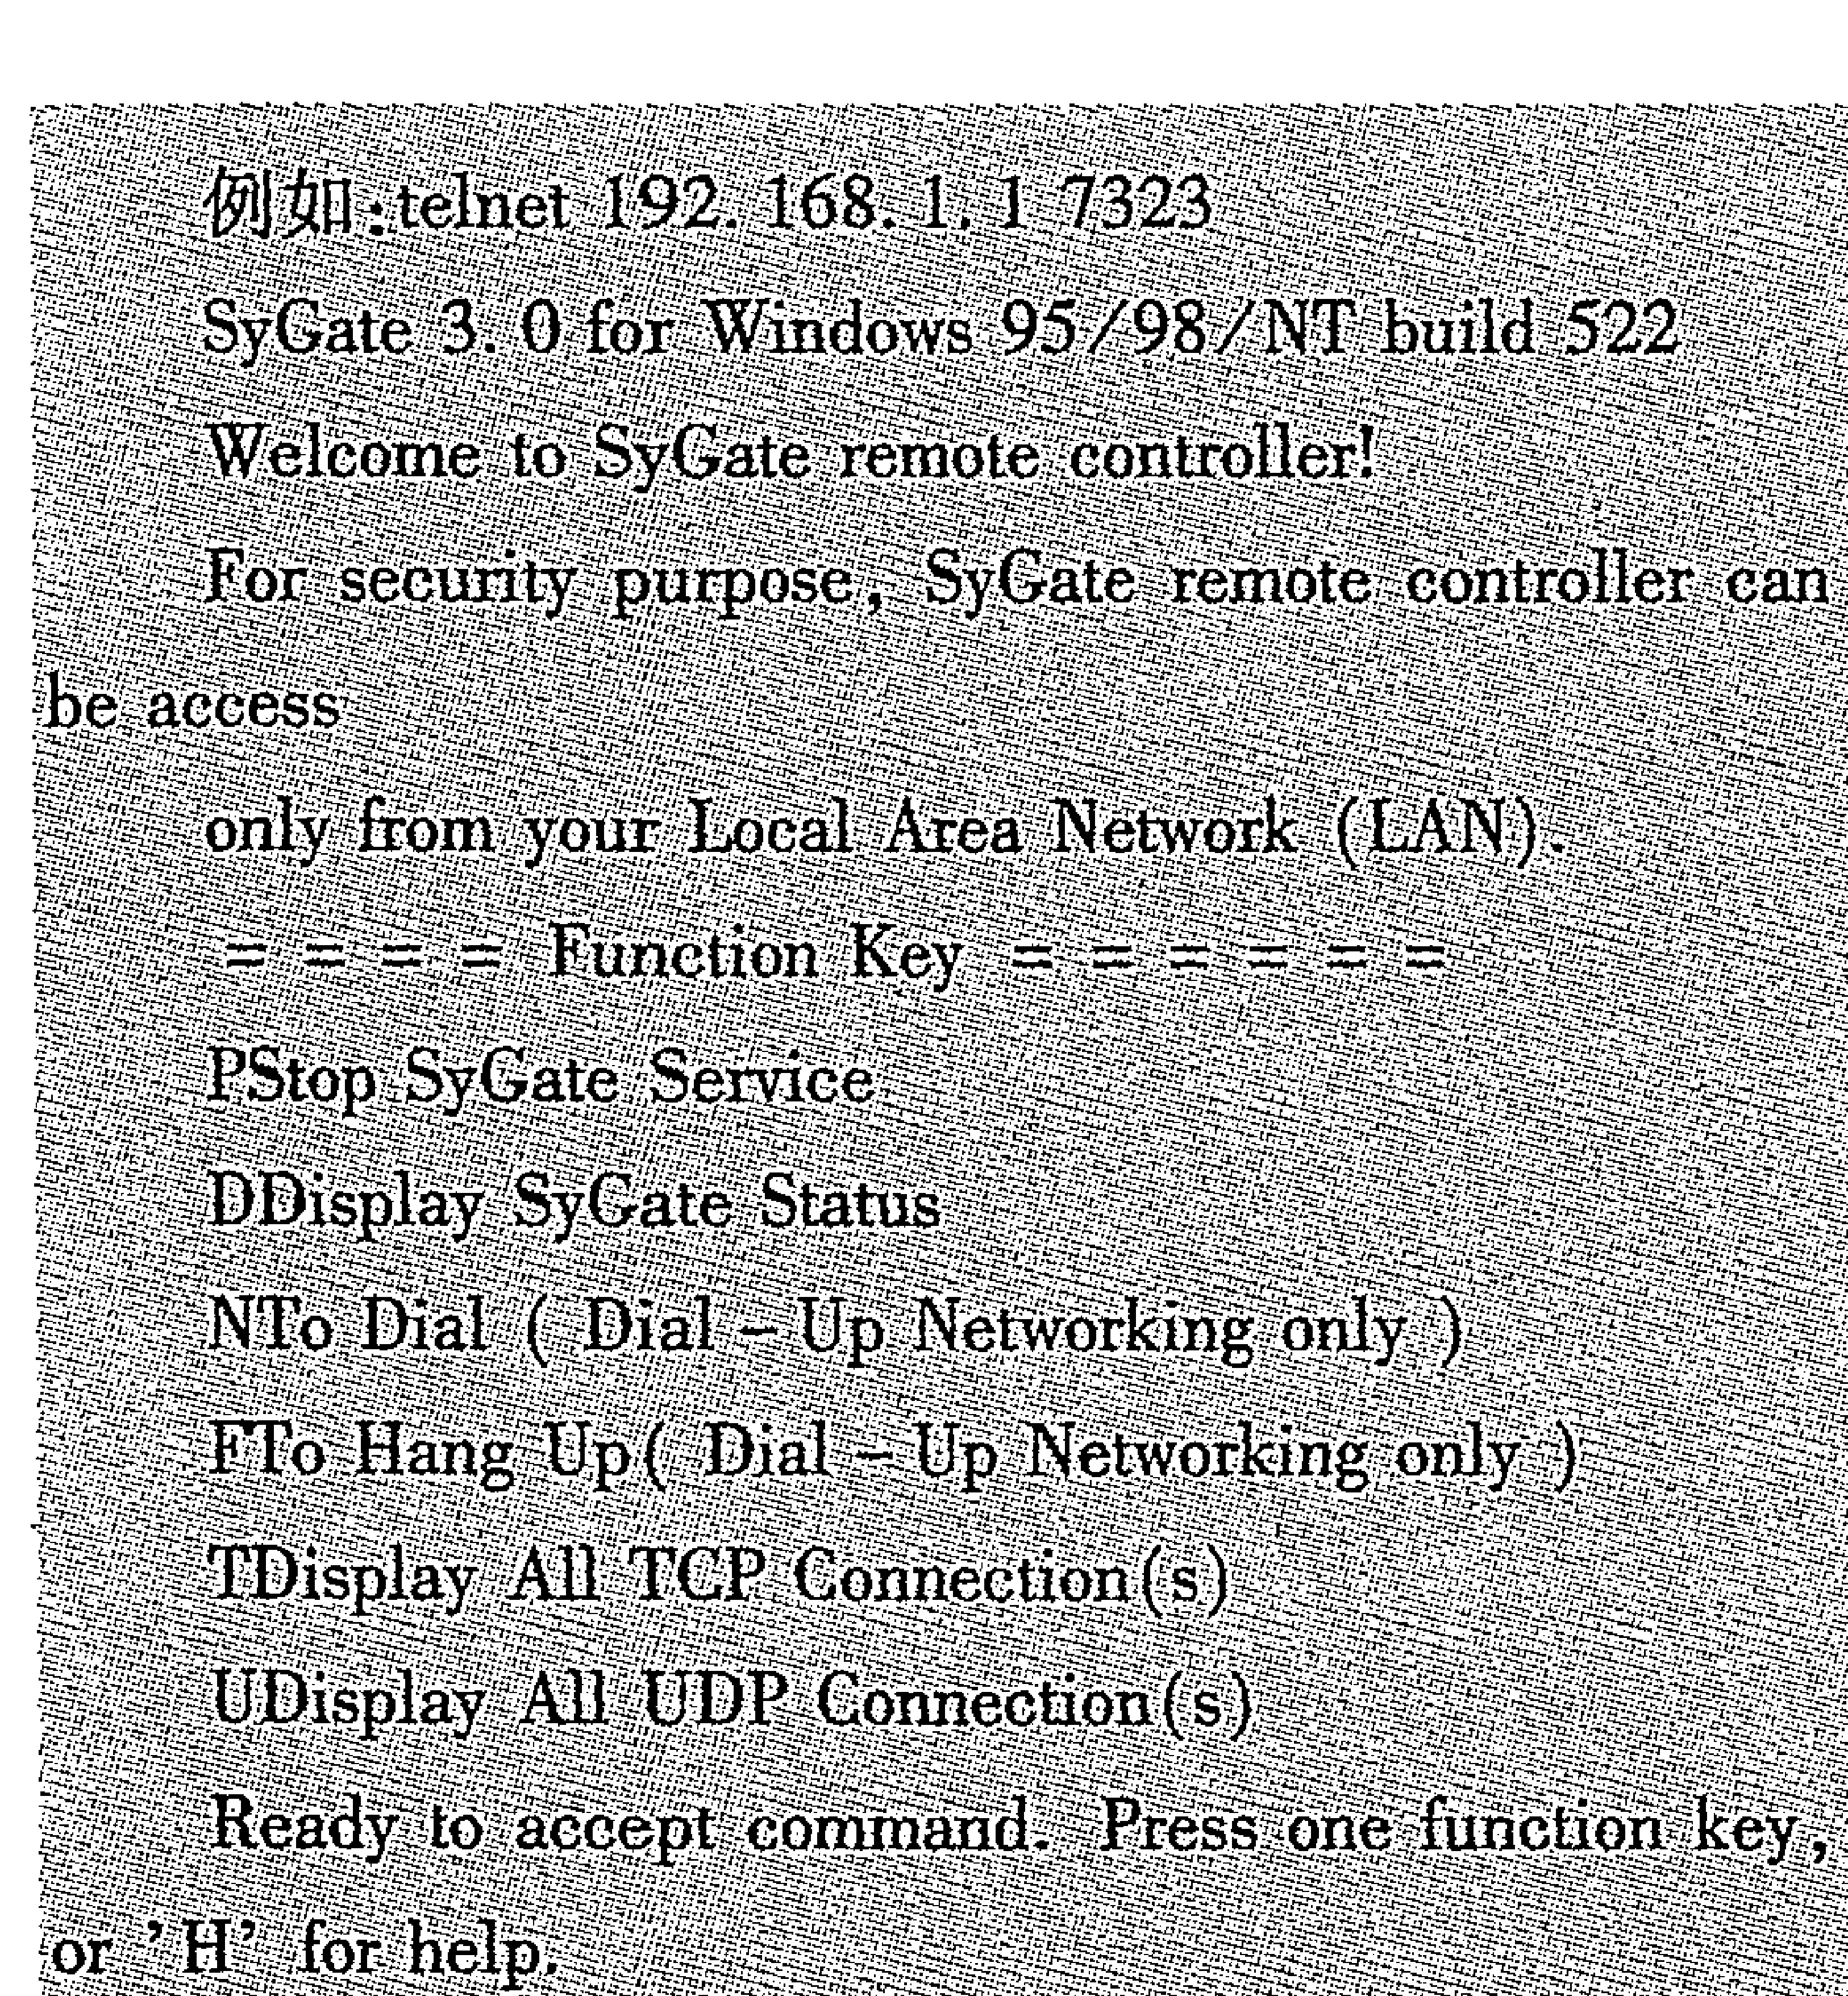 例如:telnet 192. 168. 1. 1 7323
SyGate 3. 0 for Windows 95/98/NT build 522
Welcome to SyGate remote controller!
For security purpose, SyGate remote controller can
be access
only from your Local Area Network (LAN).
= = = = Function Key = = = = = =
PStop SyGate Service
DDisplay SyGate Status
NTo Dial ( Dial – Up Networking only )
FTo Hang Up( Dial – Up Networking only )
TDisplay All TCP Connection(s)
UDisplay All UDP Connection(s)
Ready to accept command. Press one function key,
or ’H’ for help.